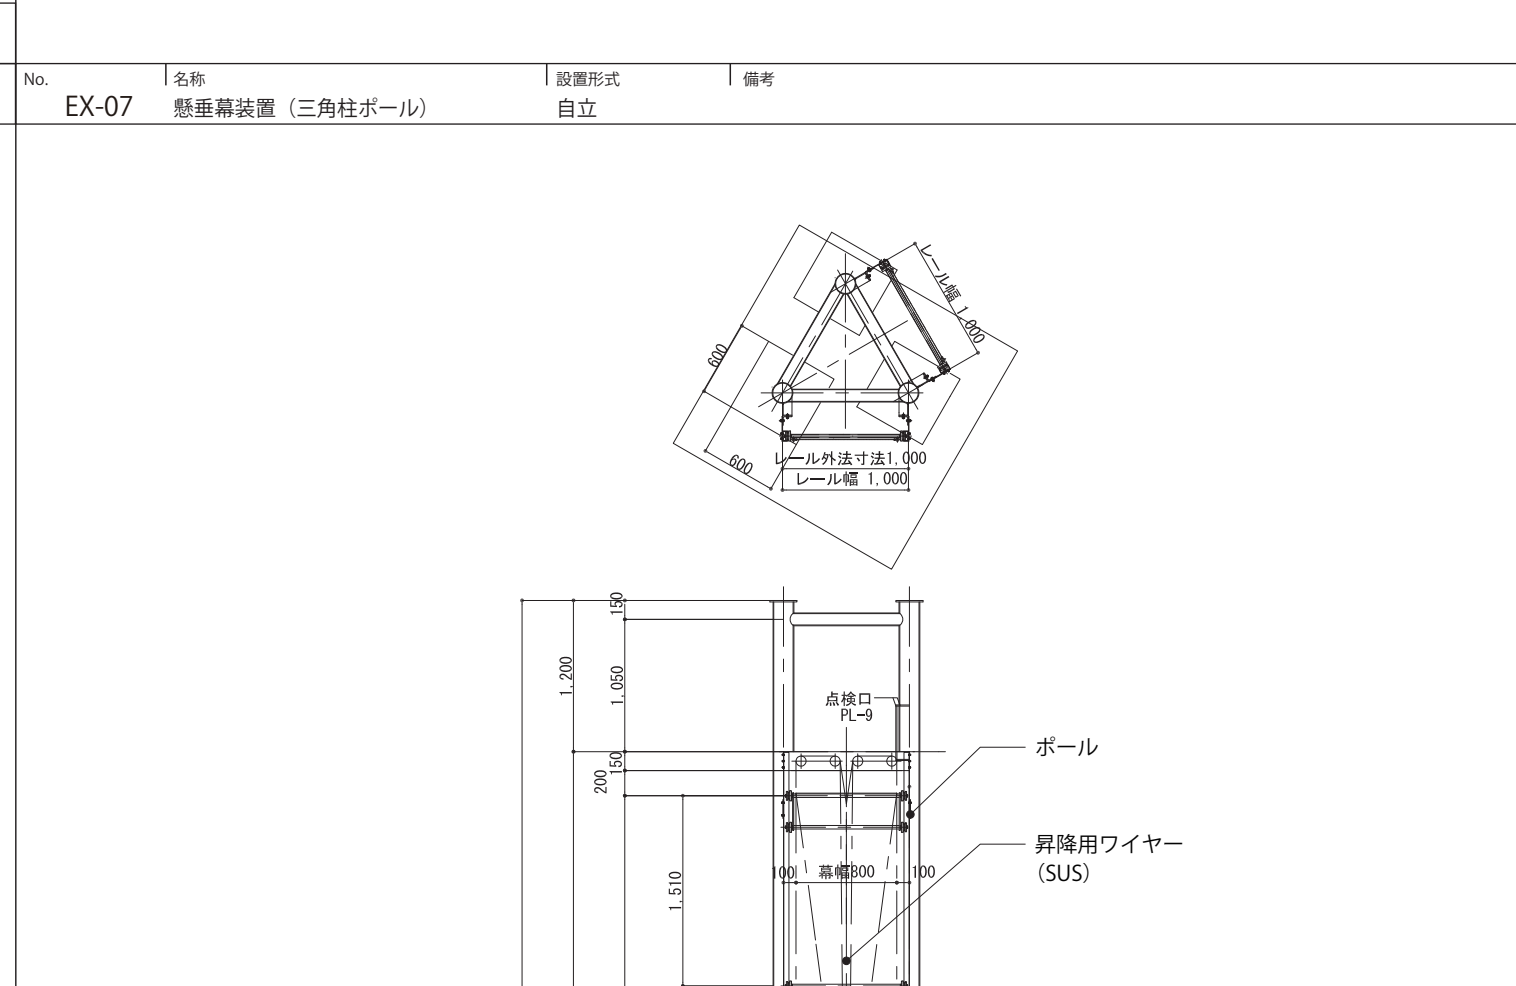 No.
名称
設置形式
備考
EX-07
懸垂幕装置（三角柱ポール）
自立
レール幅 1,000
600
600
レール外法寸法1,000
レール幅 1,000
150
1,200
1,050
点検口
PL-9
ポール
150
200
昇降用ワイヤー
（SUS）
100
幕幅800
100
1,510